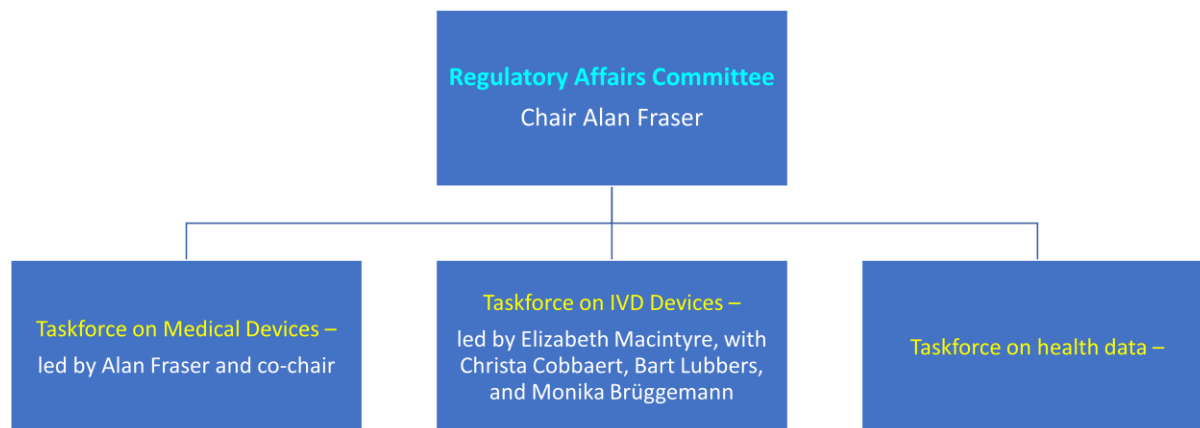 Regulatory Affairs Committee
Chair Alan Fraser
Taskforce on Medical Devices –
led by Alan Fraser and co-chair
Taskforce on IVD Devices –
led by Elizabeth Macintyre, with
Christa Cobbaert, Bart Lubbers,
and Monika Brüggemann
Taskforce on health data –